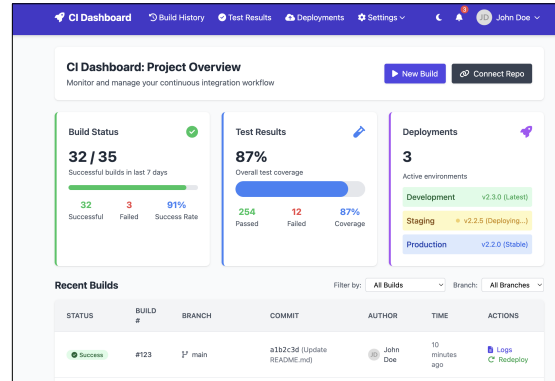 CI Dashboard Build History Test Results Deployments Settings 3 JD John Doe
CI Dashboard: Project Overview
Monitor and manage your continuous integration workflow
New Build Connect Repo
Build Status
32 / 35
Successful builds in last 7 days
32 3 91%
Successful Failed Success Rate
Test Results
87%
Overall test coverage
254 12 87%
Passed Failed Coverage
Deployments
3
Active environments
Development v2.3.0 (Latest)
Staging v2.2.5 (Deploying...)
Production v2.2.0 (Stable)
Recent Builds Filter by: All Builds Branch: All Branches
STATUS BUILD # BRANCH COMMIT AUTHOR TIME ACTIONS
Success #123 main a1b2c3d (Update README.md) JD John Doe 10 minutes ago Logs
Redeploy